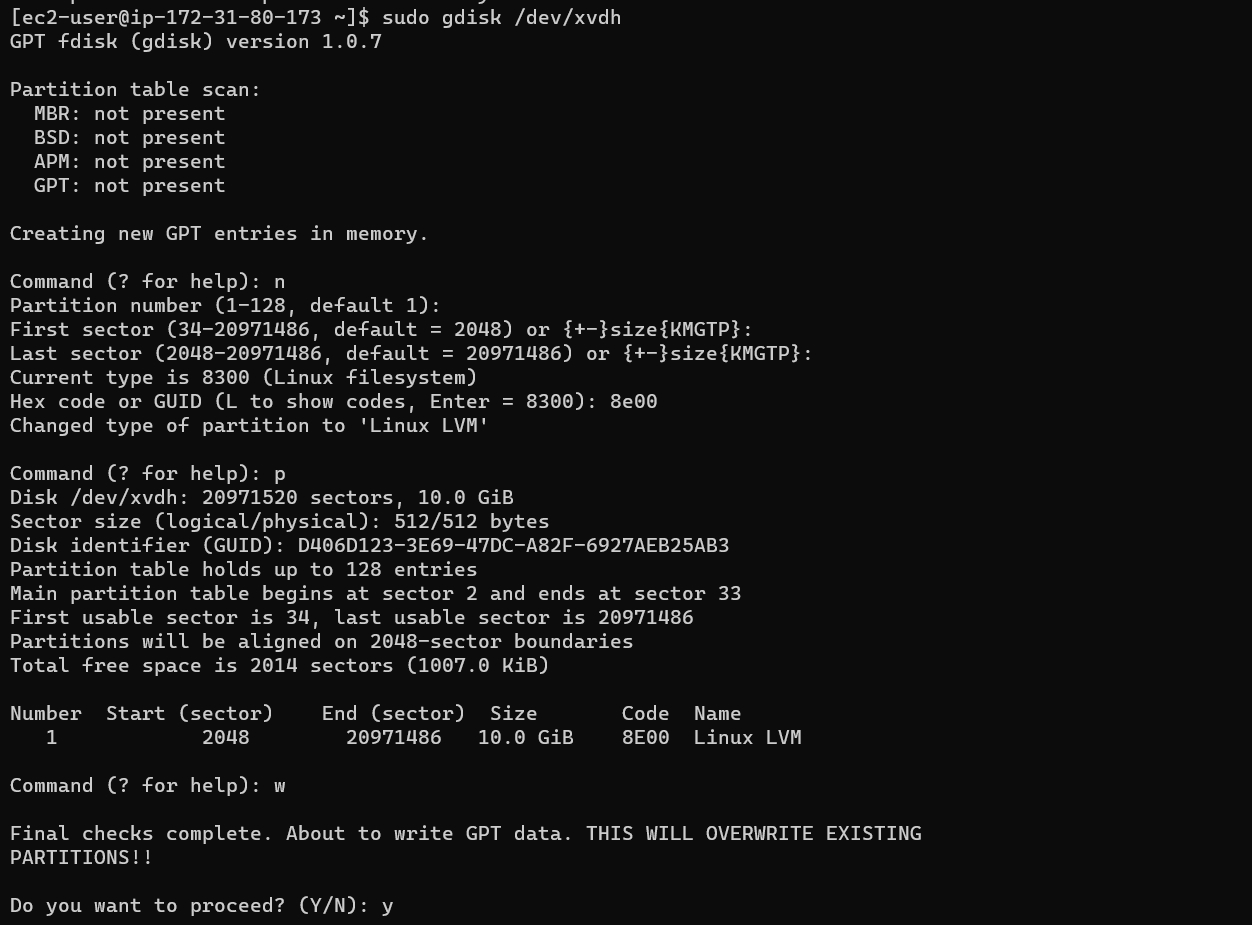 [ec2-user@ip-172-31-80-173 ~]$ sudo gdisk /dev/xvdh
GPT fdisk (gdisk) version 1.0.7

Partition table scan:
  MBR: not present
  BSD: not present
  APM: not present
  GPT: not present

Creating new GPT entries in memory.

Command (? for help): n
Partition number (1-128, default 1):
First sector (34-20971486, default = 2048) or {+-}size{KMGTP}:
Last sector (2048-20971486, default = 20971486) or {+-}size{KMGTP}:
Current type is 8300 (Linux filesystem)
Hex code or GUID (L to show codes, Enter = 8300): 8e00
Changed type of partition to 'Linux LVM'

Command (? for help): p
Disk /dev/xvdh: 20971520 sectors, 10.0 GiB
Sector size (logical/physical): 512/512 bytes
Disk identifier (GUID): D406D123-3E69-47DC-A82F-6927AEB25AB3
Partition table holds up to 128 entries
Main partition table begins at sector 2 and ends at sector 33
First usable sector is 34, last usable sector is 20971486
Partitions will be aligned on 2048-sector boundaries
Total free space is 2014 sectors (1007.0 KiB)

Number  Start (sector)    End (sector)  Size       Code  Name
   1            2048        20971486   10.0 GiB    8E00  Linux LVM

Command (? for help): w

Final checks complete. About to write GPT data. THIS WILL OVERWRITE EXISTING
PARTITIONS!!

Do you want to proceed? (Y/N): y